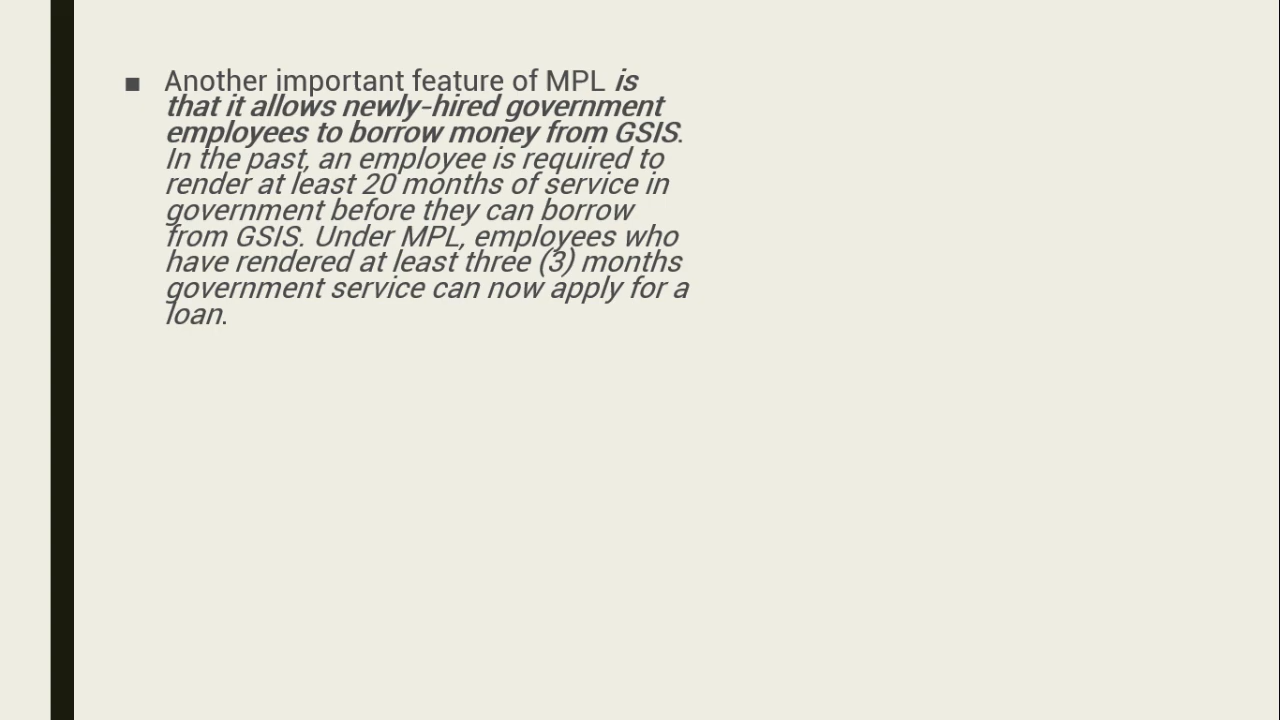 ▪ Another important feature of MPL is
that it allows newly-hired government
employees to borrow money from GSIS.
In the past, an employee is required to
render at least 20 months of service in
government before they can borrow
from GSIS. Under MPL, employees who
have rendered at least three (3) months
government service can now apply for a
loan.